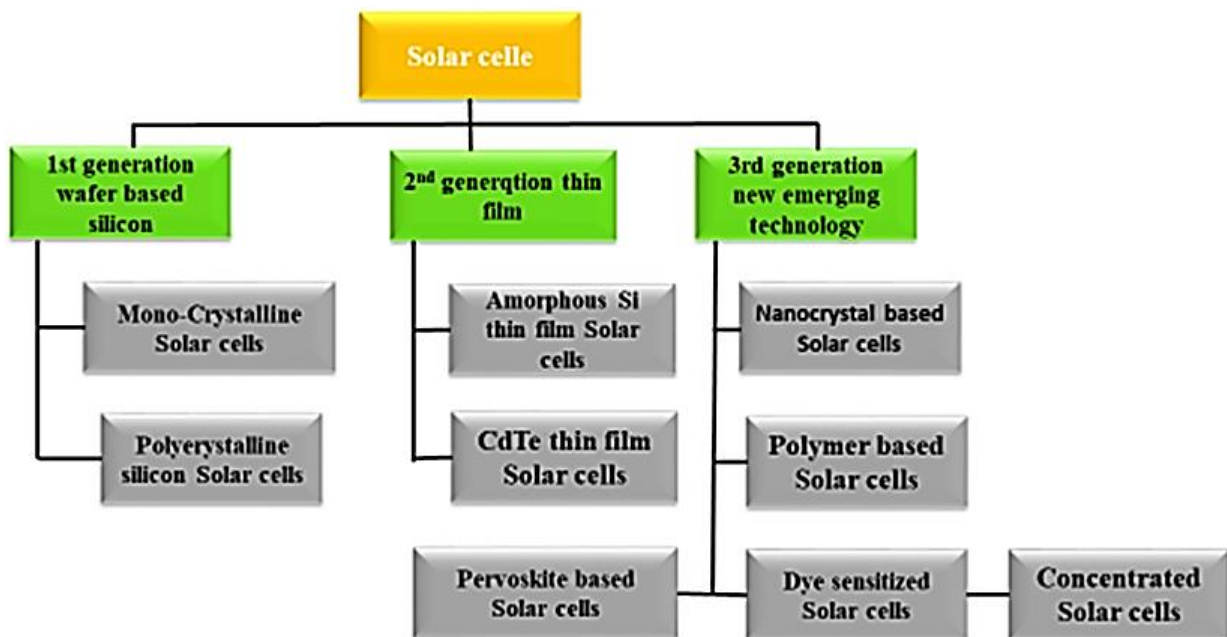 Solar celle
1st generation
wafer based
silicon
2nd generqtion thin
film
3rd generation
new emerging
technology
Mono-Crystalline
Solar cells
Amorphous Si
thin film Solar
cells
Nanocrystal based
Solar cells
Polyerystalline
silicon Solar cells
CdTe thin film
Solar cells
Polymer based
Solar cells
Pervoskite based
Solar cells
Dye sensitized
Solar cells
Concentrated
Solar cells